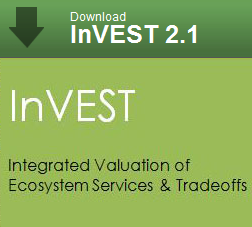 Download
InVEST 2.1
InVEST
Integrated Valuation of
Ecosystem Services & Tradeoffs